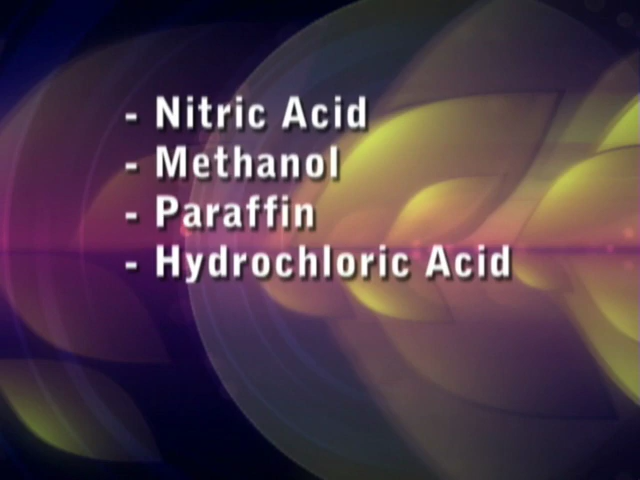 - Nitric Acid
- Methanol
- Paraffin
- Hydrochloric Acid